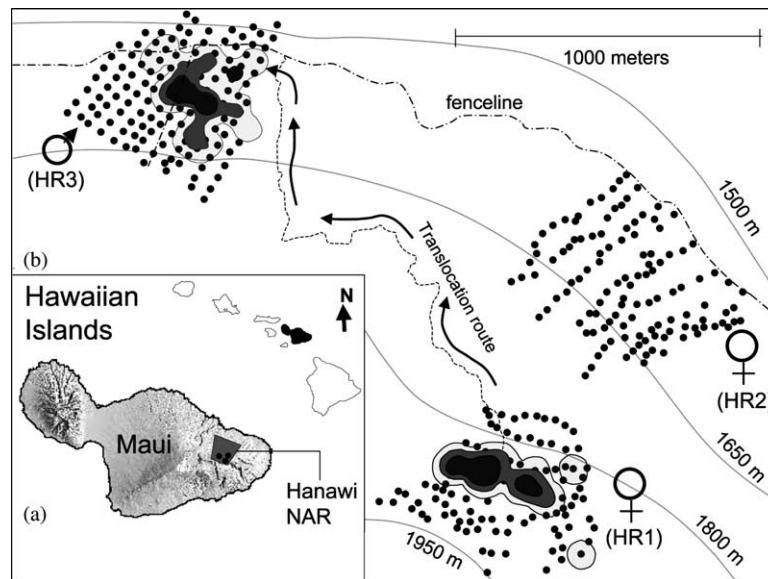 1000 meters
fenceline
(HR3)
1500 m
(b)
Translocation route
Hawaiian
Islands
N
(HR2)
Maui
1650 m
Hanawi
NAR
(a)
(HR1)
1800 m
1950 m